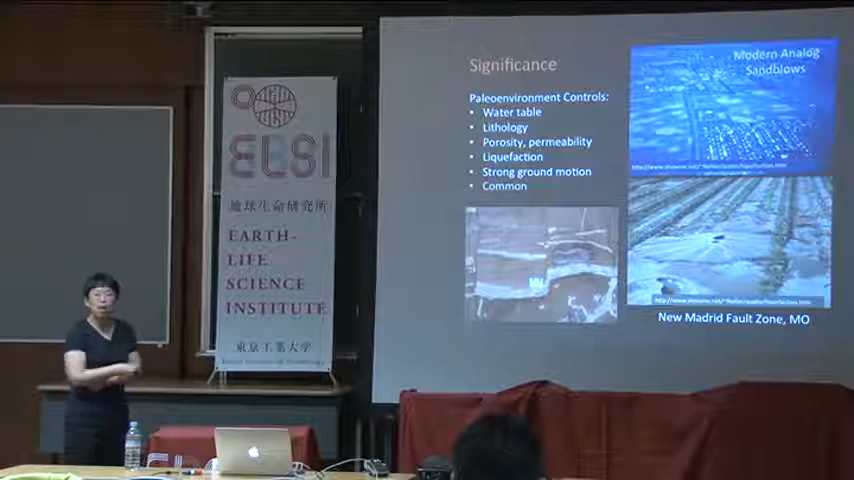 ELSI
地球生命研究所
EARTH-
LIFE
SCIENCE
INSTITUTE
東京工業大学
Significance
Paleoenvironment Controls:
• Water table
• Lithology
• Porosity, permeability
• Liquefaction
• Strong ground motion
• Common
Modern Analog
Sandblows
New Madrid Fault Zone, MO